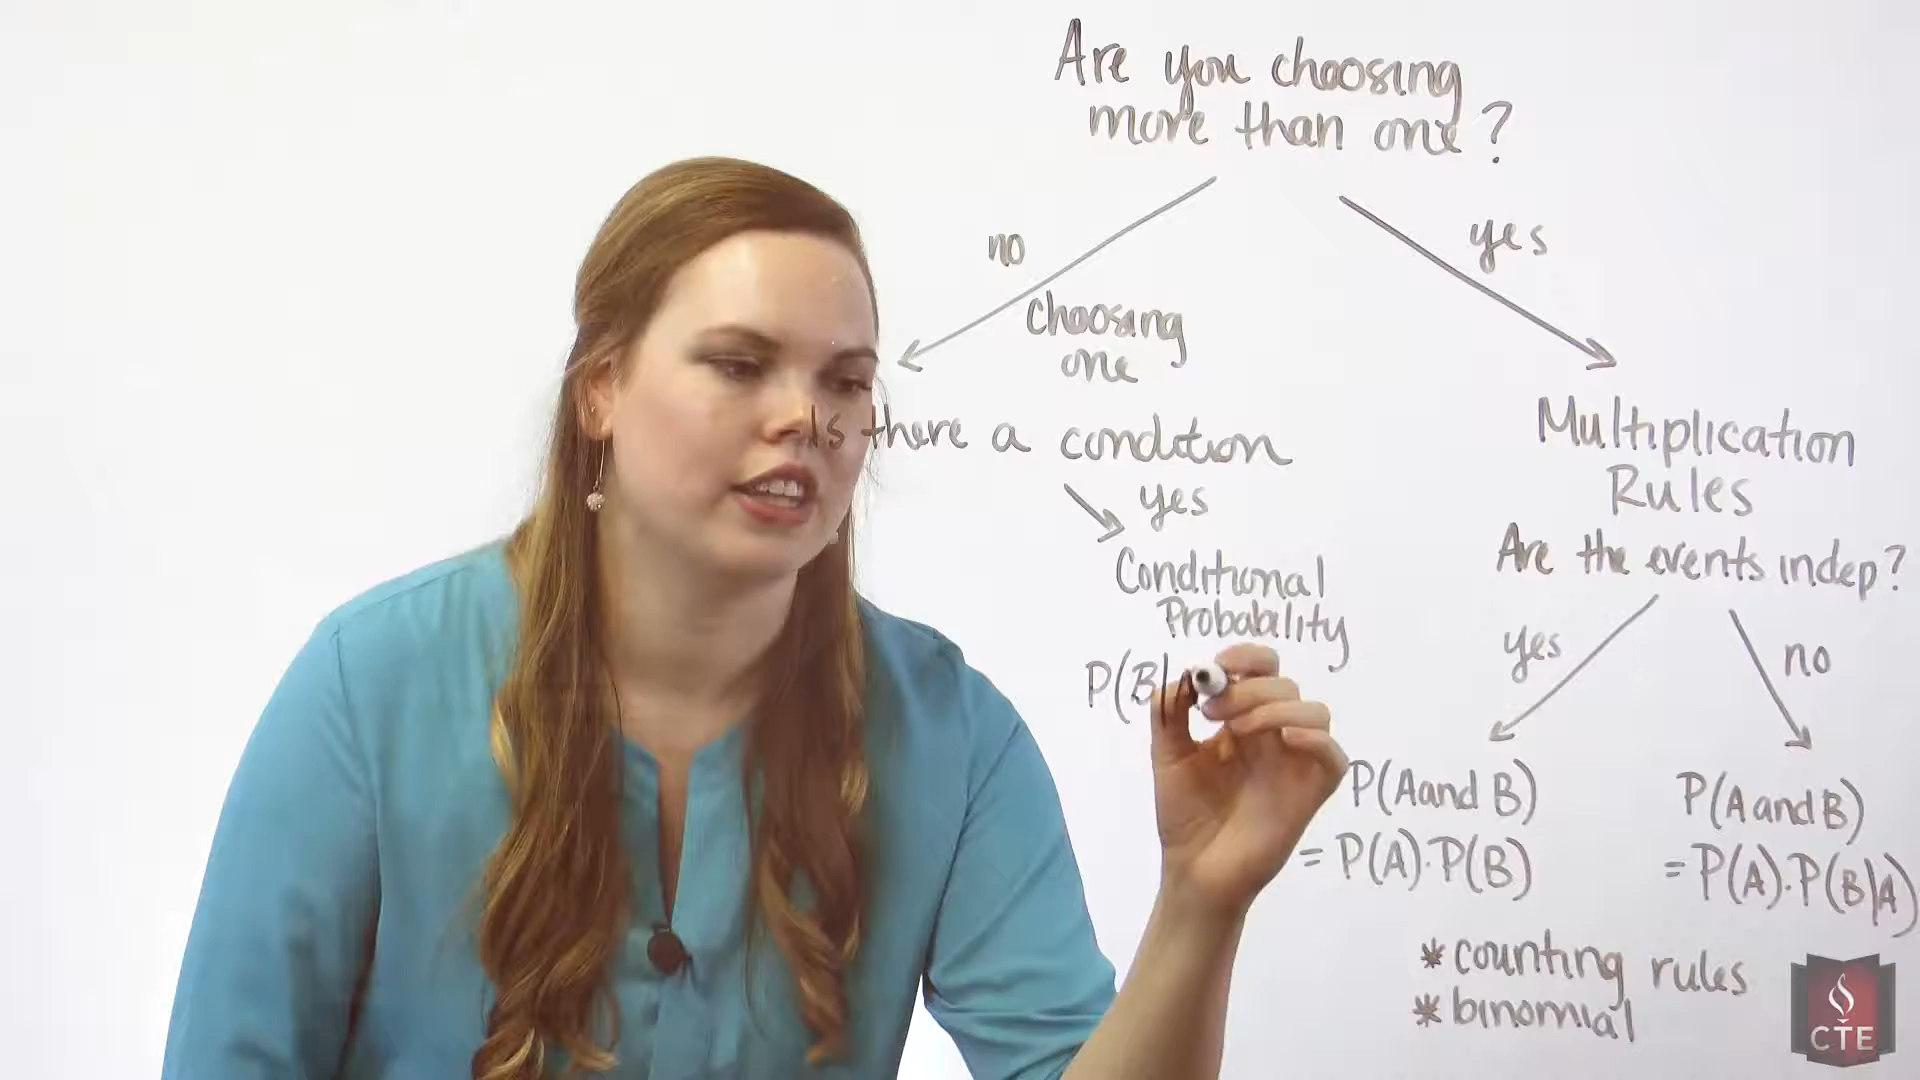 Are you choosing
more than one?
no
yes
Choosing
one
Is there a condition
yes
Conditional
Probability
P(B|
Multiplication
Rules
Are the events indep?
yes
no
P(A and B)
= P(A)·P(B)
P(A and B)
= P(A)·P(B|A)
*counting rules
*binomial
CTE